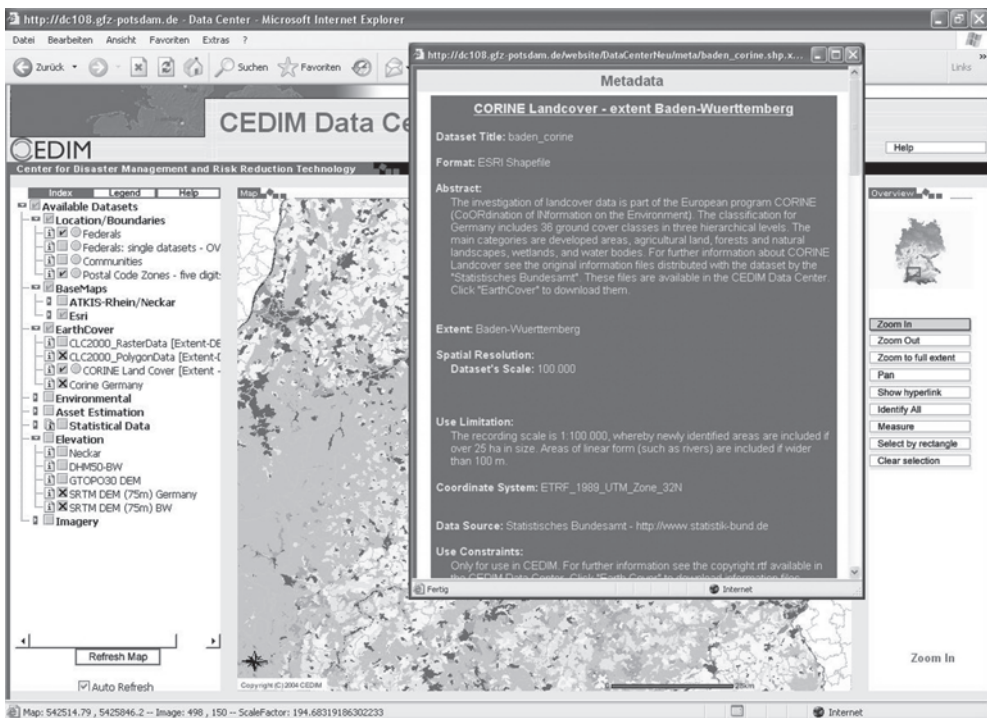 http://dc108.gfz-potsdam.de - Data Center - Microsoft Internet Explorer
Datei Bearbeiten Ansicht Favoriten Extras ?
Zurück Suchen Favoriten
Links
CEDIM Data Ce
CEDIM
Center for Disaster Management and Risk Reduction Technology
Help
Index Legend Help
Available Datasets
Location/Boundaries
Federals
Federals: single datasets - OV
Communities
Postal Code Zones - five digit:
BaseMaps
ATKIS-Rhein/Neckar
Esri
EarthCover
CLC2000_RasterData [Extent-DE
CLC2000_PolygonData [Extent-D
CORINE Land Cover [Extent -
Corine Germany
Environmental
Asset Estimation
Statistical Data
Elevation
Neckar
DHM50-BW
GTOPO30 DEM
SRTM DEM (75m) Germany
SRTM DEM (75m) BW
Imagery
Refresh Map
Auto Refresh
Map
Copyright (C) 2004 CEDIM
http://dc108.gfz-potsdam.de/website/DataCenterNeu/meta/baden_corine.shp.x...
Metadata
CORINE Landcover - extent Baden-Wuerttemberg
Dataset Title: baden_corine
Format: ESRI Shapefile
Abstract:
The investigation of landcover data is part of the European program CORINE
(CoORdination of INformation on the Environment). The classification for
Germany includes 36 ground cover classes in three hierarchical levels. The
main categories are developed areas, agricultural land, forests and natural
landscapes, wetlands, and water bodies. For further information about CORINE
Landcover see the original information files distributed with the dataset by the
"Statistisches Bundesamt". These files are available in the CEDIM Data Center.
Click "EarthCover" to download them.
Extent: Baden-Wuerttemberg
Spatial Resolution:
Dataset's Scale: 100.000
Use Limitation:
The recording scale is 1:100.000, whereby newly identified areas are included if
over 25 ha in size. Areas of linear form (such as rivers) are included if wider
than 100 m.
Coordinate System: ETRF_1989_UTM_Zone_32N
Data Source: Statistisches Bundesamt - http://www.statistik-bund.de
Use Constraints:
Only for use in CEDIM. For further information see the copyright.rtf available in
the CEDIM Data Center. Click "Earth Cover" to download information files.
Fertig Internet
Overview
Zoom In
Zoom Out
Zoom to full extent
Pan
Show hyperlink
Identify All
Measure
Select by rectangle
Clear selection
Zoom In
Map: 542514.79 , 5425846.2 -- Image: 498 , 150 -- ScaleFactor: 194.68319186302233
Internet